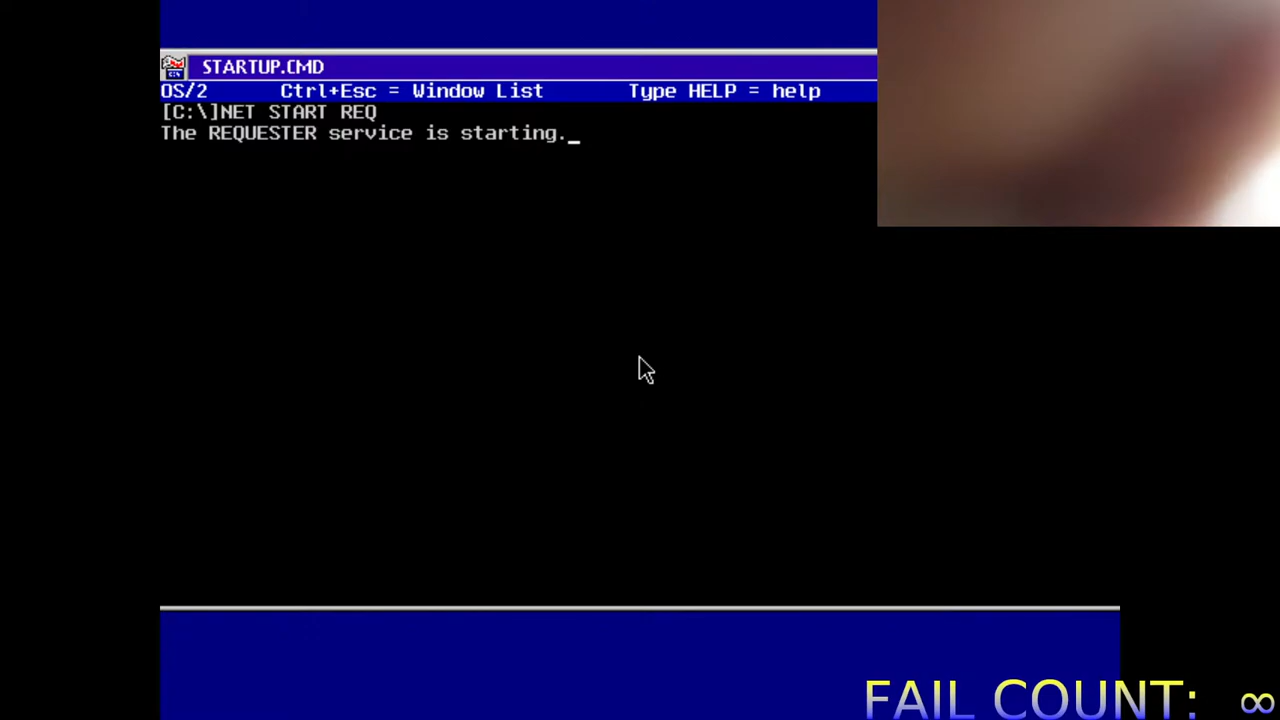 STARTUP.CMD
OS/2 Ctrl+Esc = Window List Type HELP = help
[C:\]NET START REQ
The REQUESTER service is starting._
FAIL COUNT: ∞